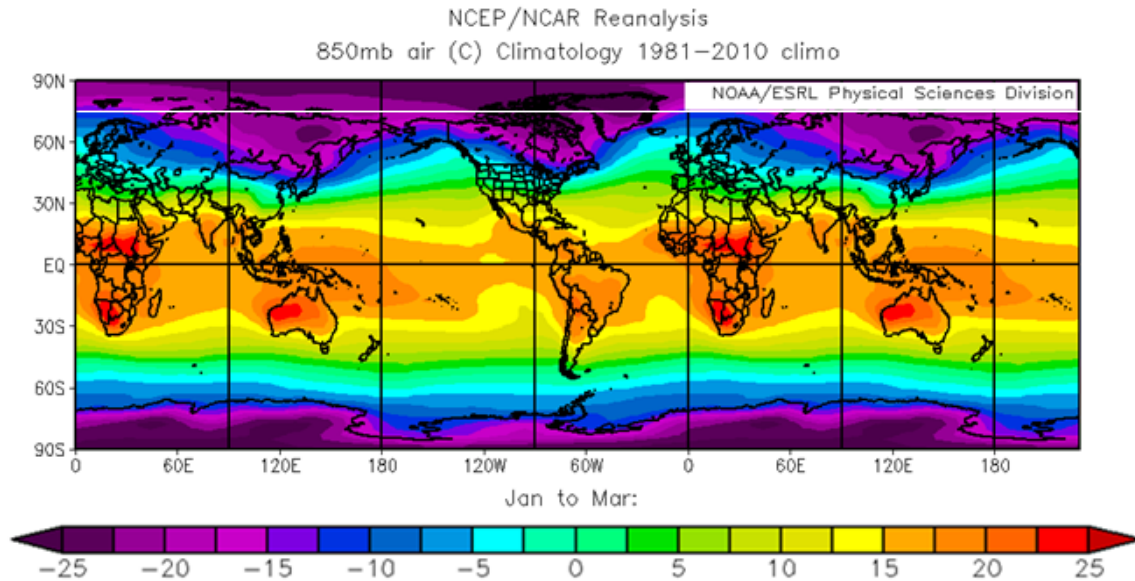 NCEP/NCAR Reanalysis
850mb air (C) Climatology 1981-2010 climo
NOAA/ESRL Physical Sciences Division
90N
60N
30N
EQ
30S
60S
90S
0 60E 120E 180 120W 60W 0 60E 120E 180
Jan to Mar:
-25 -20 -15 -10 -5 0 5 10 15 20 25